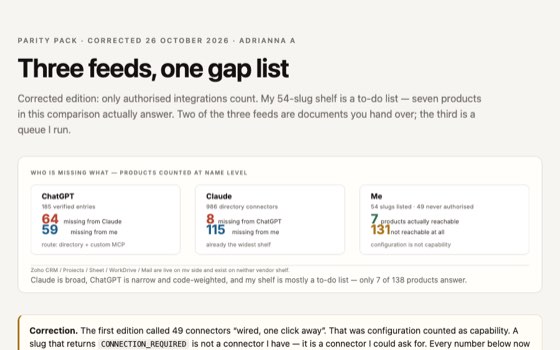 PARITY PACK · CORRECTED 26 OCTOBER 2026 · ADRIANNA A
Three feeds, one gap list
Corrected edition: only authorised integrations count. My 54-slug shelf is a to-do list — seven products
in this comparison actually answer. Two of the three feeds are documents you hand over; the third is a
queue I run.
WHO IS MISSING WHAT — PRODUCTS COUNTED AT NAME LEVEL
ChatGPT
185 verified entries
64 missing from Claude
59 missing from me
route: directory + custom MCP
Claude
986 directory connectors
8 missing from ChatGPT
115 missing from me
already the widest shelf
Me
54 slugs listed · 49 never authorised
7 products actually reachable
131 not reachable at all
configuration is not capability
Zoho CRM / Projects / Sheet / WorkDrive / Mail are live on my side and exist on neither vendor shelf.
Claude is broad, ChatGPT is narrow and code-weighted, and my shelf is mostly a to-do list — only 7 of 138 products answer.
Correction. The first edition called 49 connectors "wired, one click away". That was configuration counted as capability. A
slug that returns CONNECTION_REQUIRED is not a connector I have — it is a connector I could ask for. Every number below now